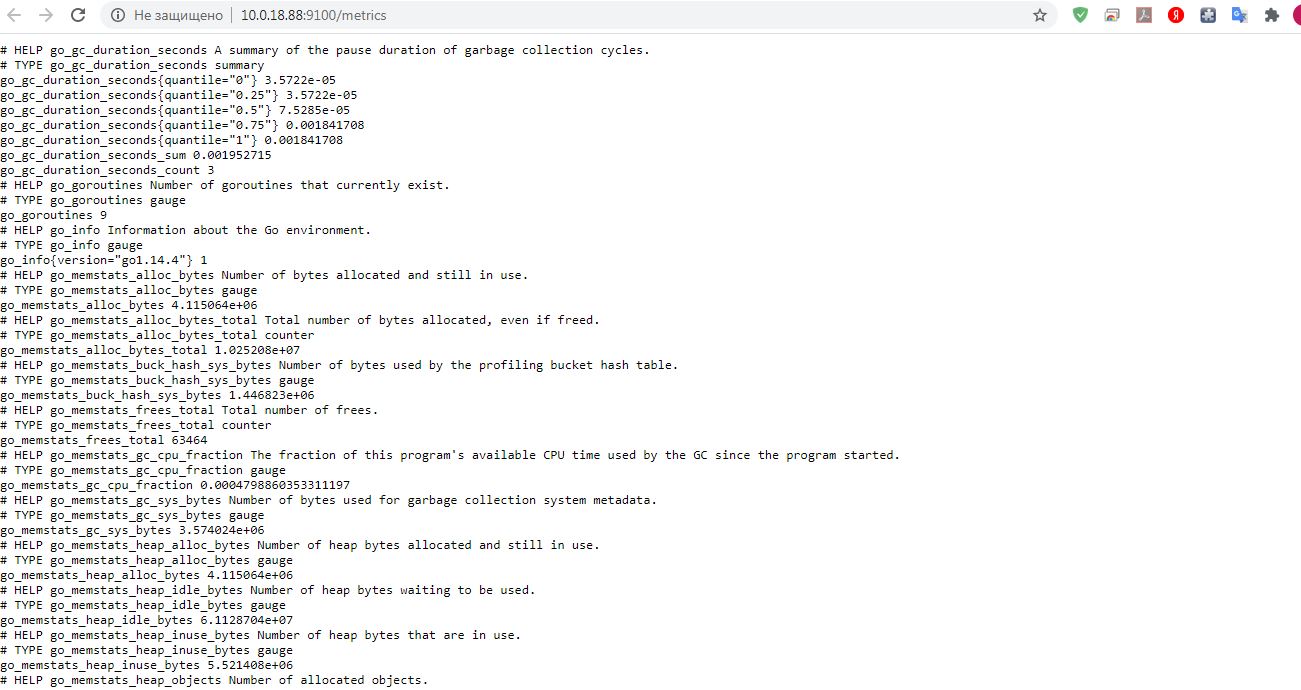 Не защищено 10.0.18.88:9100/metrics
# HELP go_gc_duration_seconds A summary of the pause duration of garbage collection cycles.
# TYPE go_gc_duration_seconds summary
go_gc_duration_seconds{quantile="0"} 3.5722e-05
go_gc_duration_seconds{quantile="0.25"} 3.5722e-05
go_gc_duration_seconds{quantile="0.5"} 7.5285e-05
go_gc_duration_seconds{quantile="0.75"} 0.001841708
go_gc_duration_seconds{quantile="1"} 0.001841708
go_gc_duration_seconds_sum 0.001952715
go_gc_duration_seconds_count 3
# HELP go_goroutines Number of goroutines that currently exist.
# TYPE go_goroutines gauge
go_goroutines 9
# HELP go_info Information about the Go environment.
# TYPE go_info gauge
go_info{version="go1.14.4"} 1
# HELP go_memstats_alloc_bytes Number of bytes allocated and still in use.
# TYPE go_memstats_alloc_bytes gauge
go_memstats_alloc_bytes 4.115064e+06
# HELP go_memstats_alloc_bytes_total Total number of bytes allocated, even if freed.
# TYPE go_memstats_alloc_bytes_total counter
go_memstats_alloc_bytes_total 1.025208e+07
# HELP go_memstats_buck_hash_sys_bytes Number of bytes used by the profiling bucket hash table.
# TYPE go_memstats_buck_hash_sys_bytes gauge
go_memstats_buck_hash_sys_bytes 1.446823e+06
# HELP go_memstats_frees_total Total number of frees.
# TYPE go_memstats_frees_total counter
go_memstats_frees_total 63464
# HELP go_memstats_gc_cpu_fraction The fraction of this program's available CPU time used by the GC since the program started.
# TYPE go_memstats_gc_cpu_fraction gauge
go_memstats_gc_cpu_fraction 0.0004798860353311197
# HELP go_memstats_gc_sys_bytes Number of bytes used for garbage collection system metadata.
# TYPE go_memstats_gc_sys_bytes gauge
go_memstats_gc_sys_bytes 3.574024e+06
# HELP go_memstats_heap_alloc_bytes Number of heap bytes allocated and still in use.
# TYPE go_memstats_heap_alloc_bytes gauge
go_memstats_heap_alloc_bytes 4.115064e+06
# HELP go_memstats_heap_idle_bytes Number of heap bytes waiting to be used.
# TYPE go_memstats_heap_idle_bytes gauge
go_memstats_heap_idle_bytes 6.1128704e+07
# HELP go_memstats_heap_inuse_bytes Number of heap bytes that are in use.
# TYPE go_memstats_heap_inuse_bytes gauge
go_memstats_heap_inuse_bytes 5.521408e+06
# HELP go_memstats_heap_objects Number of allocated objects.